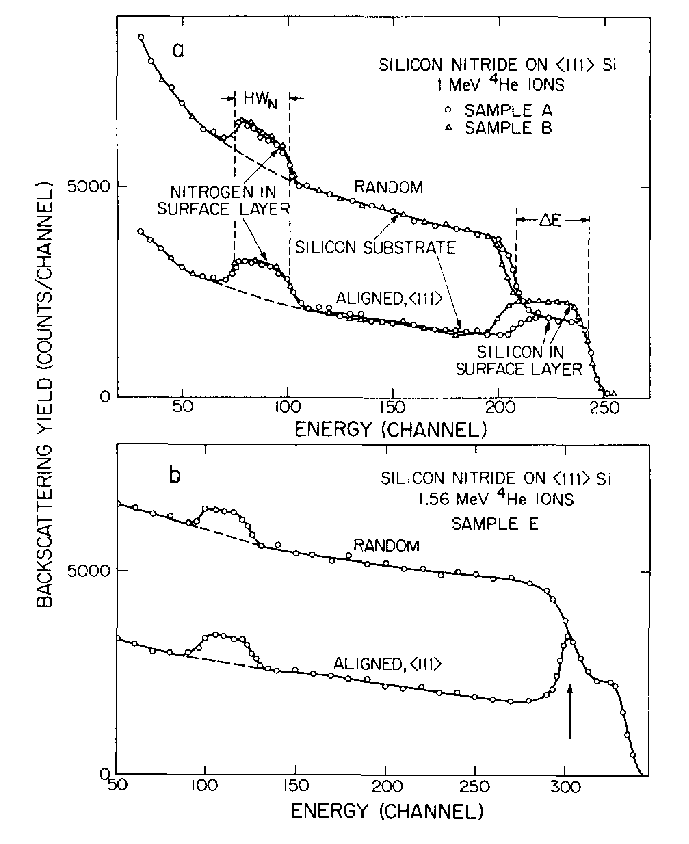 a
SILICON NITRIDE ON <111> Si
1 MeV ⁴He IONS
○ SAMPLE A
△ SAMPLE B
HW_N
5000
RANDOM
ΔE
NITROGEN IN
SURFACE LAYER
SILICON SUBSTRATE
ALIGNED,<111>
SILICON IN
SURFACE LAYER
0
50
100
150
200
250
ENERGY (CHANNEL)
BACKSCATTERING YIELD (COUNTS/CHANNEL)
b
SILICON NITRIDE ON <111> Si
1.56 MeV ⁴He IONS
SAMPLE E
RANDOM
5000
ALIGNED,<111>
0
50
100
150
200
250
300
ENERGY (CHANNEL)